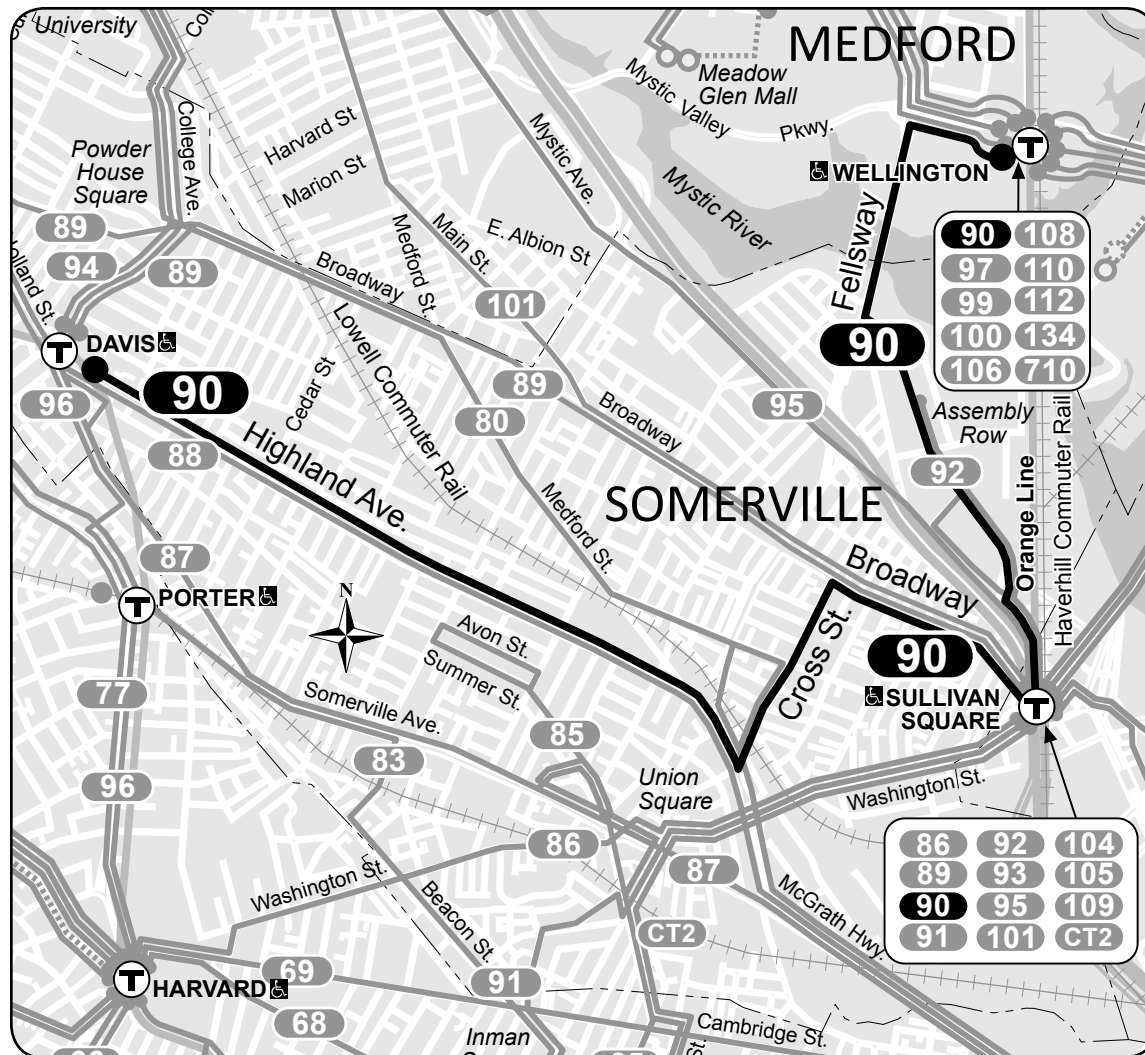 University
MEDFORD
Meadow
Glen Mall
Mystic Valley
Pkwy.
College Ave.
Harvard St
Marion St
Powder
House
Square
Mystic Ave.
Mystic River
T
WELLINGTON
Fellsway
90 108
97 110
99 112
100 134
106 710
89
94
89
Medford St.
Main St.
E. Albion St
Broadway
101
Lowell Commuter Rail
Holland St.
T
DAVIS
90
90
96
Cedar St
88
Highland Ave.
89
80
Broadway
95
Assembly
Row
92
Orange Line
Haverhill Commuter Rail
SOMERVILLE
Medford St.
87
T
PORTER
N
Broadway
Cross St.
90
SULLIVAN
SQUARE
T
Avon St.
Summer St.
Somerville Ave.
77
85
83
96
Union
Square
Washington St.
86
87
86 92 104
89 93 105
90 95 109
91 101 CT2
Washington St.
Beacon St.
McGrath Hwy.
CT2
T
HARVARD
69
91
68
Cambridge St.
Inman